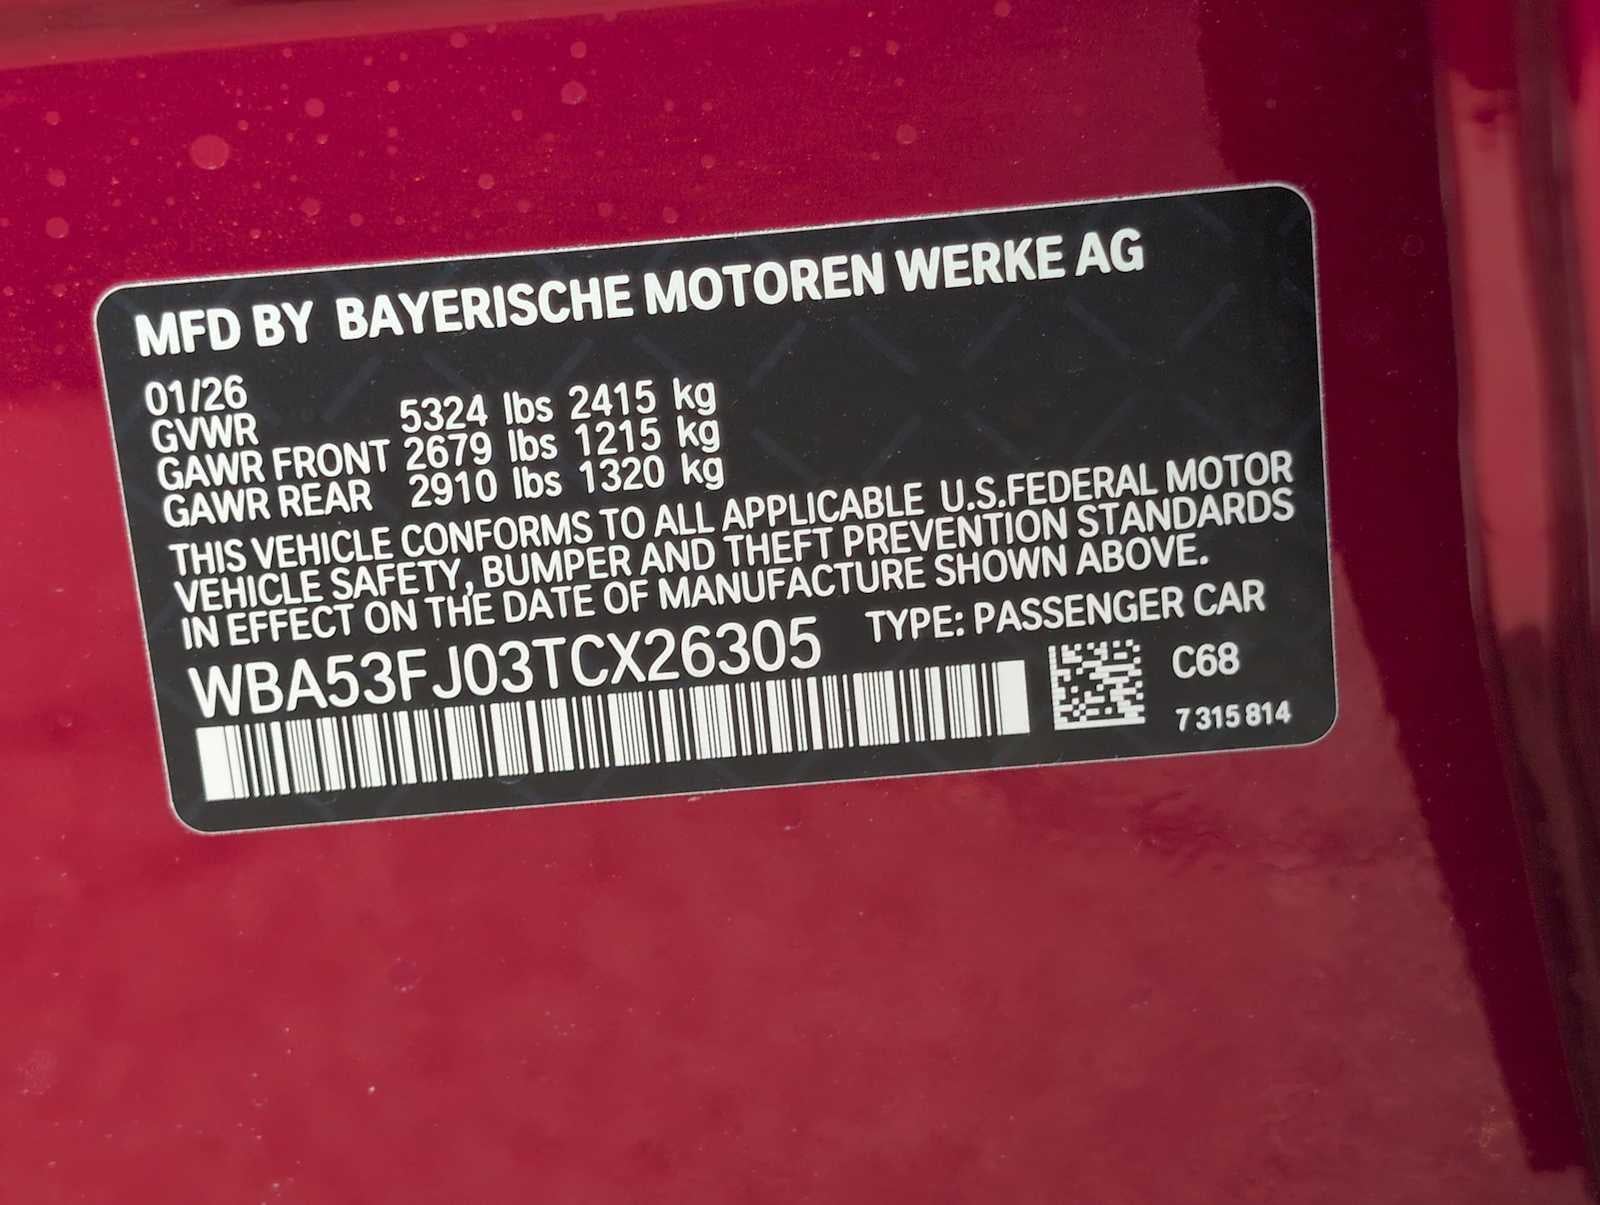 MFD BY BAYERISCHE MOTOREN WERKE AG
01/26
GVWR 5324 lbs 2415 kg
GAWR FRONT 2679 lbs 1215 kg
GAWR REAR 2910 lbs 1320 kg
THIS VEHICLE CONFORMS TO ALL APPLICABLE U.S.FEDERAL MOTOR
VEHICLE SAFETY, BUMPER AND THEFT PREVENTION STANDARDS
IN EFFECT ON THE DATE OF MANUFACTURE SHOWN ABOVE.
WBA53FJ03TCX26305 TYPE: PASSENGER CAR
C68
7 315 814